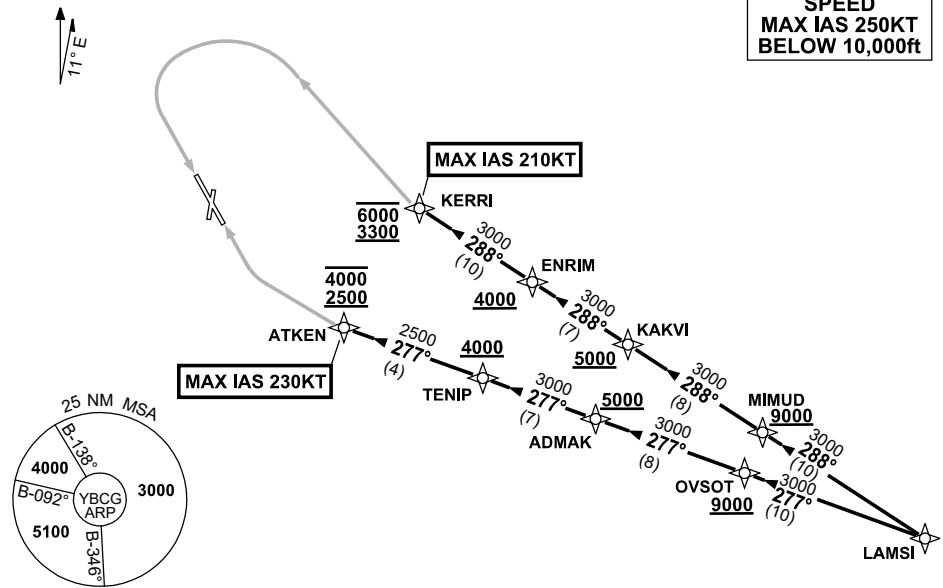 SPEED
MAX IAS 250KT
BELOW 10,000ft
11° E
MAX IAS 210KT
KERRI
6000
3300
3000
288°
(10)
ENRIM
4000
3000
288°
(7)
KAKVI
5000
3000
288°
(8)
MIMUD
9000
3000
288°
(10)
4000
2500
ATKEN
MAX IAS 230KT
2500
277°
(4)
4000
TENIP
3000
277°
(7)
5000
ADMAK
3000
277°
(8)
OVSOT
9000
3000
277°
(10)
LAMSI
25 NM MSA
B-138°
4000
3000
B-092°
YBCG
ARP
5100
B-346°